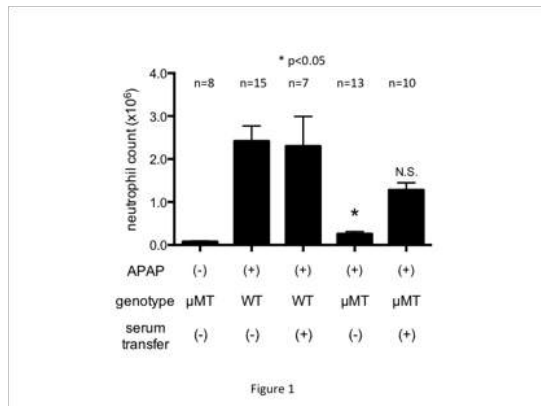 * p<0.05
n=8 n=15 n=7 n=13 n=10
neutrophil count (x10⁶)
4.0
3.0
2.0
1.0
0.0
*
N.S.
APAP (-) (+) (+) (+) (+)
genotype µMT WT WT µMT µMT
serum
transfer (-) (-) (+) (-) (+)
Figure 1